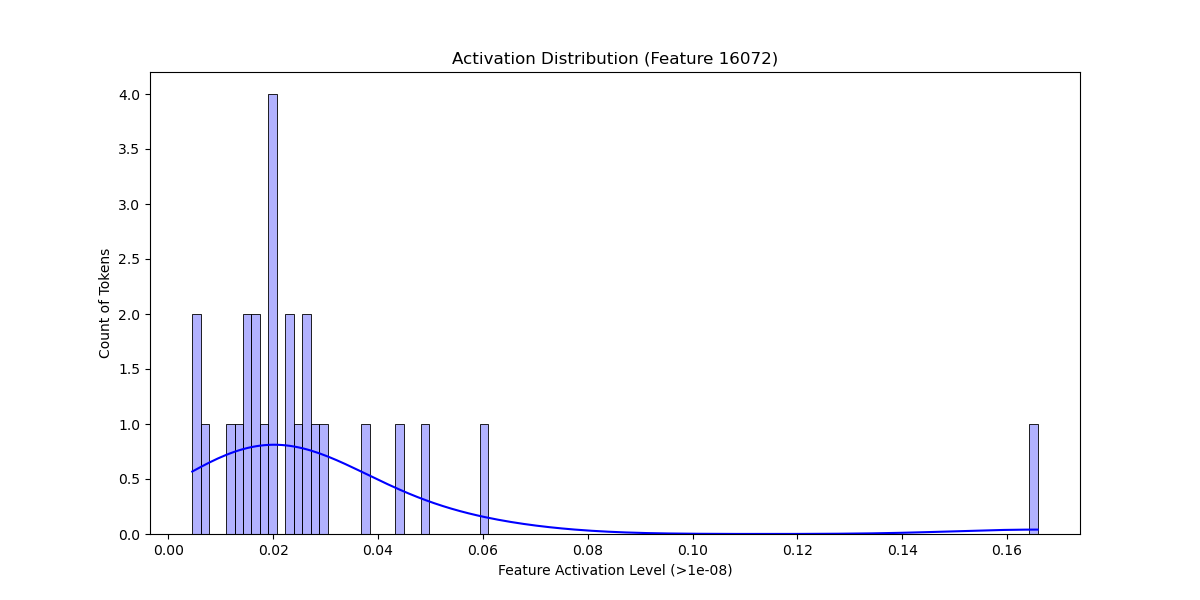 Activation Distribution (Feature 16072)
4.0
3.5
3.0
2.5
2.0
1.5
1.0
0.5
0.0
Count of Tokens
0.00 0.02 0.04 0.06 0.08 0.10 0.12 0.14 0.16
Feature Activation Level (>1e-08)